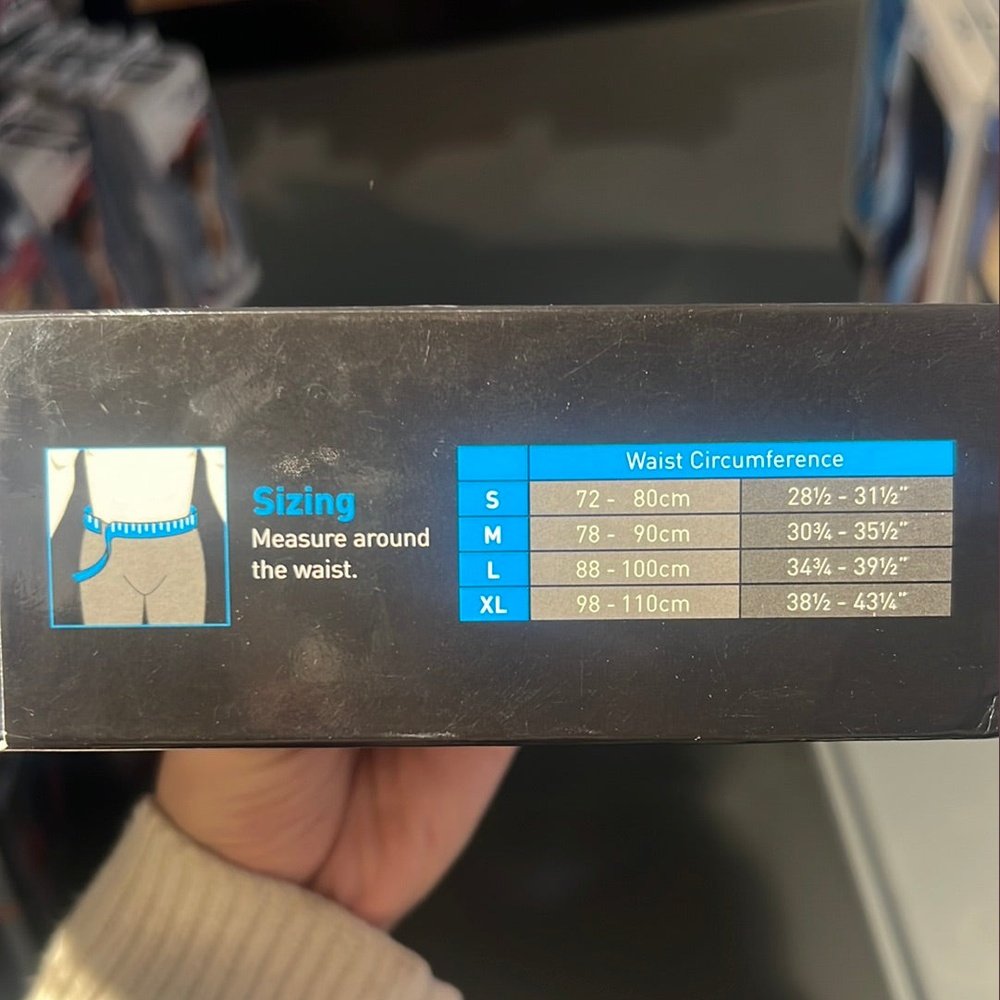 Sizing
Measure around
the waist.
Waist Circumference
S 72 - 80cm 28½ - 31½"
M 78 - 90cm 30¾ - 35½"
L 88 - 100cm 34¾ - 39½"
XL 98 - 110cm 38½ - 43¼"